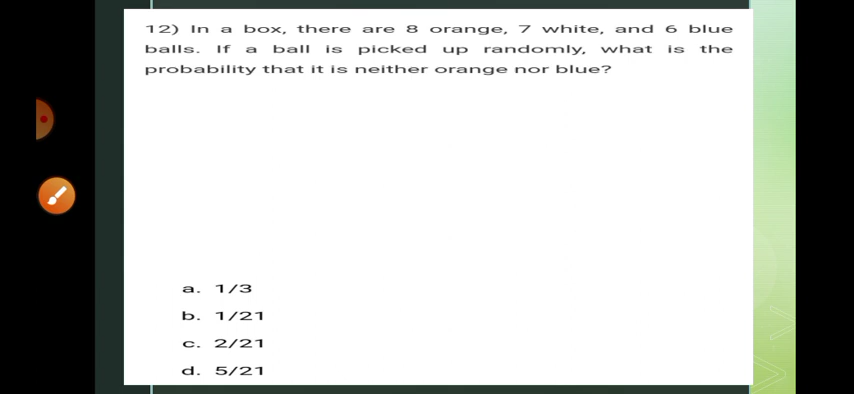 12) In a box, there are 8 orange, 7 white, and 6 blue
balls. If a ball is picked up randomly, what is the
probability that it is neither orange nor blue?
a. 1/3
b. 1/21
c. 2/21
d. 5/21